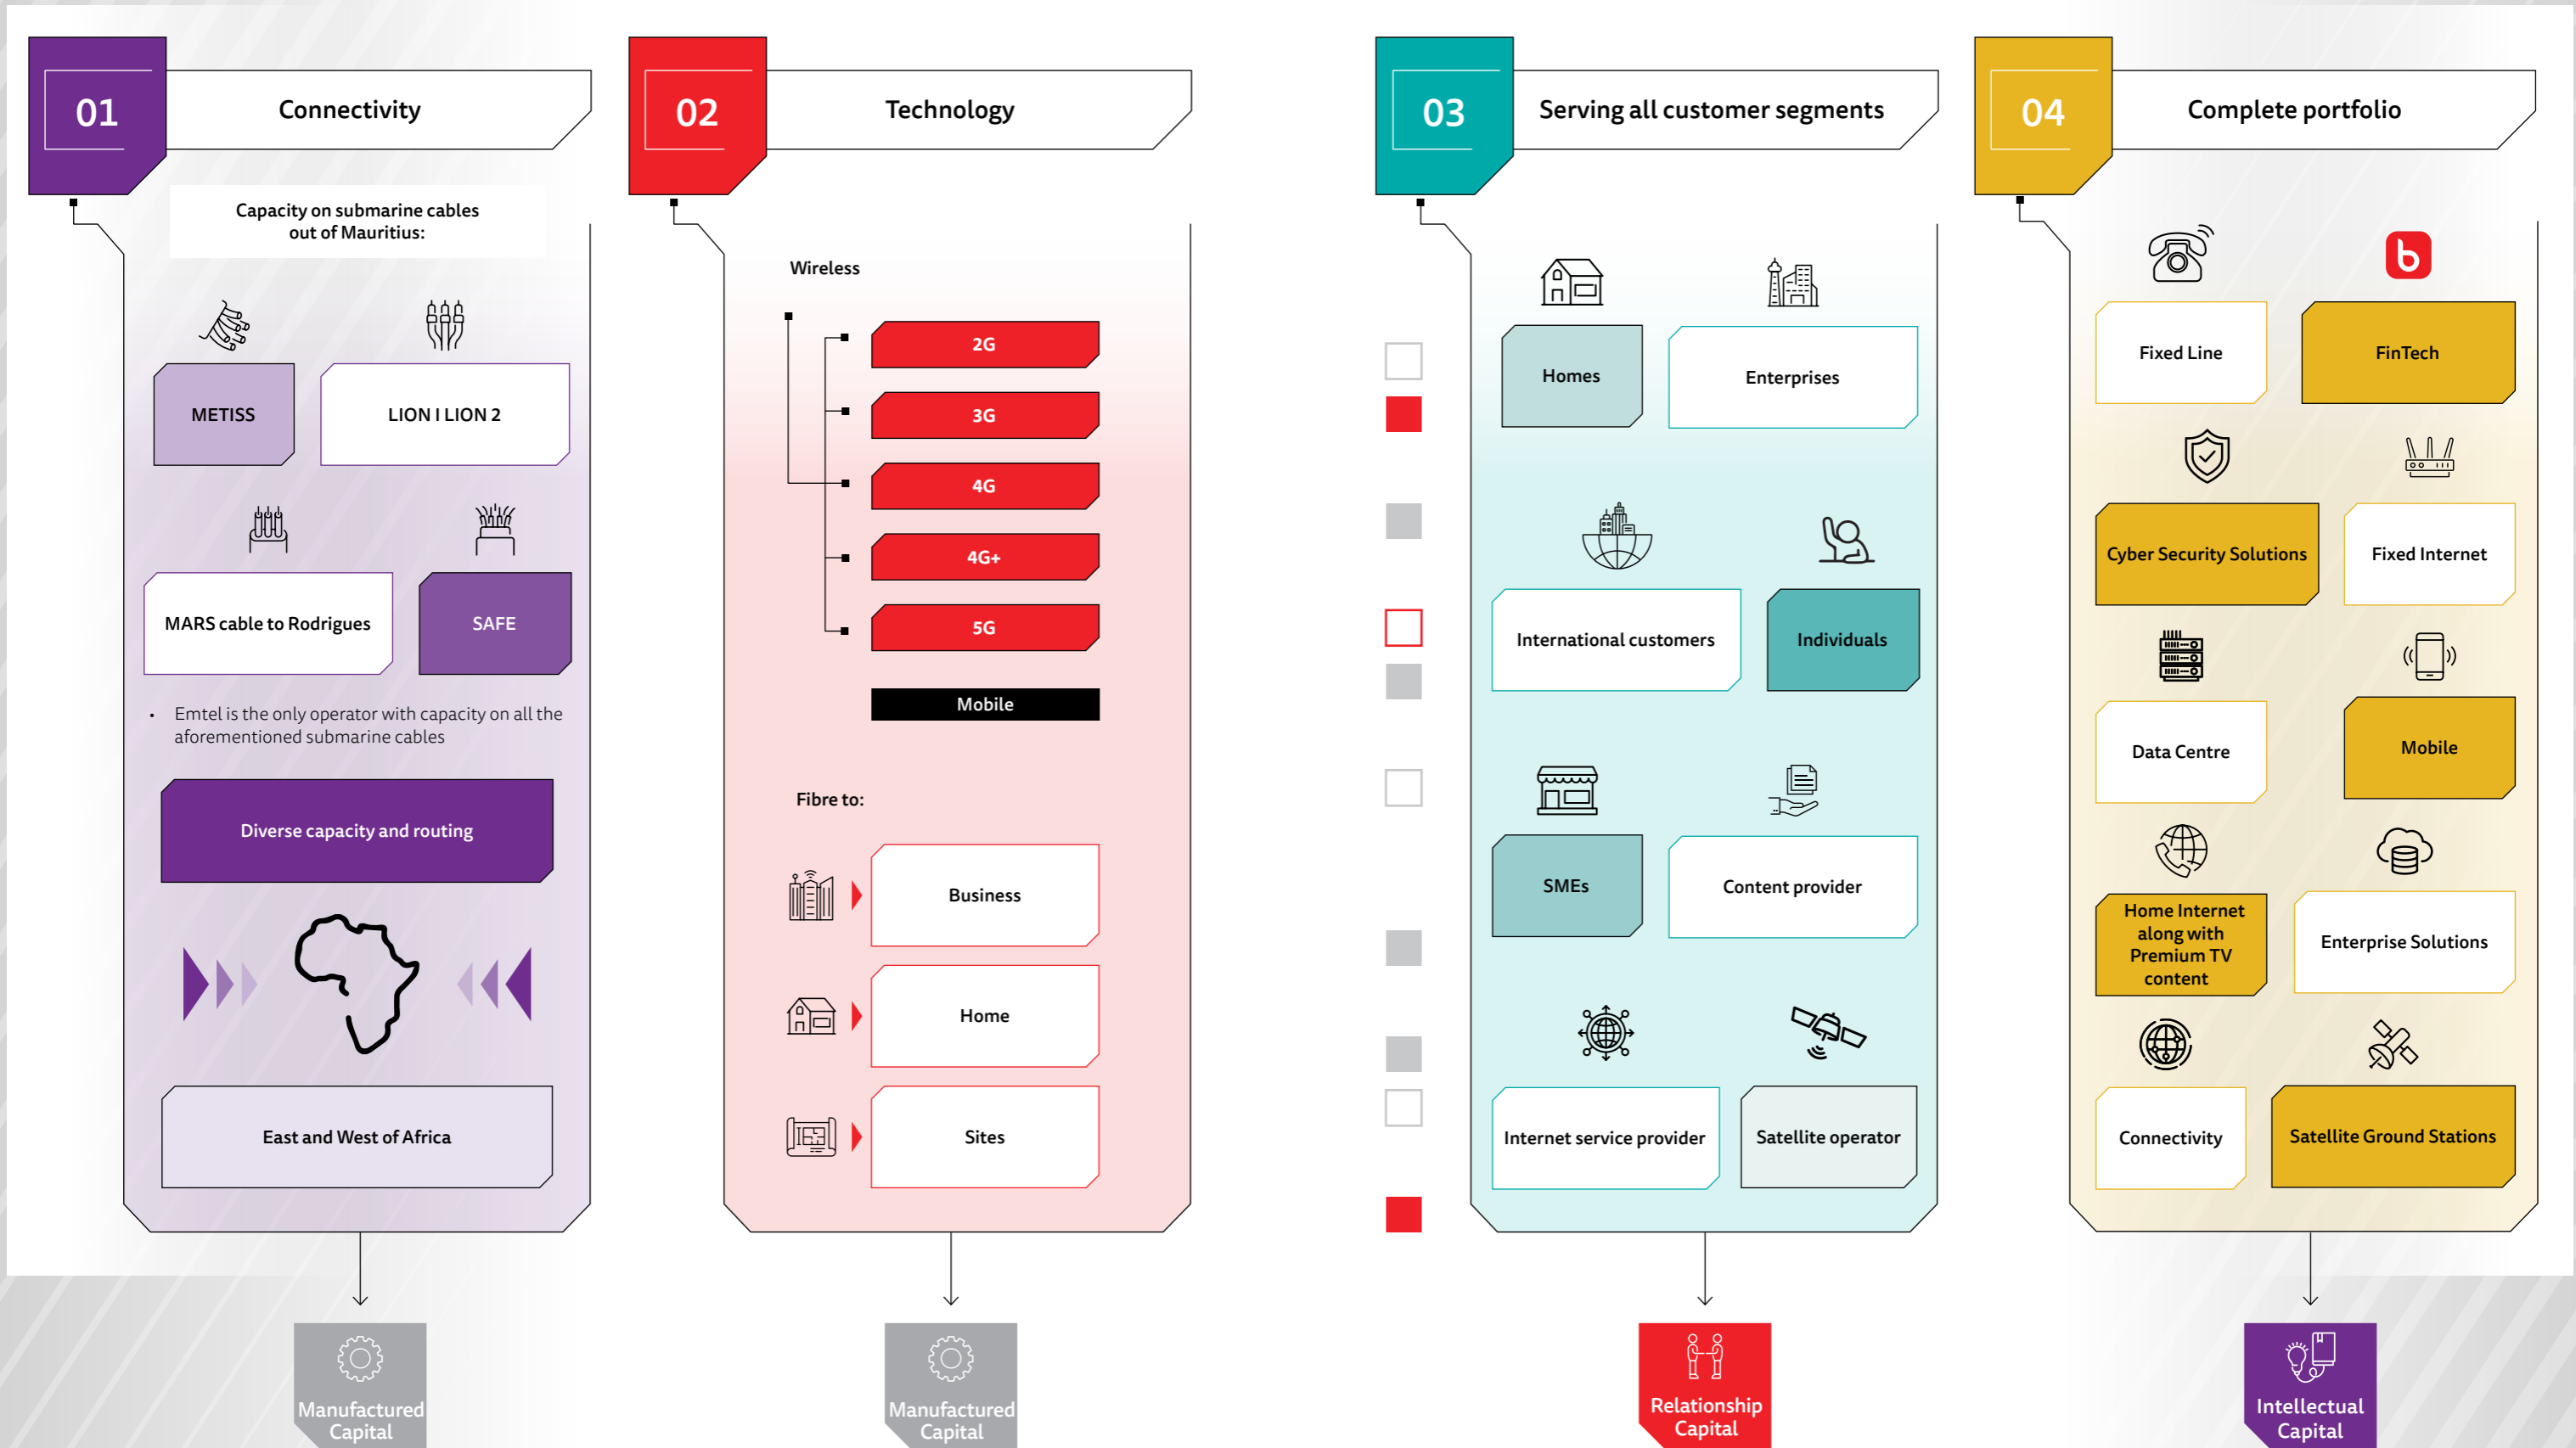 01
Connectivity
Capacity on submarine cables
out of Mauritius:
METISS
LION I LION 2
MARS cable to Rodrigues
SAFE
• Emtel is the only operator with capacity on all the
aforementioned submarine cables
Diverse capacity and routing
East and West of Africa
Manufactured
Capital
02
Technology
Wireless
2G
3G
4G
4G+
5G
Mobile
Fibre to:
Business
Home
Sites
Manufactured
Capital
03
Serving all customer segments
Homes
Enterprises
International customers
Individuals
SMEs
Content provider
Internet service provider
Satellite operator
Relationship
Capital
04
Complete portfolio
b
Fixed Line
FinTech
Cyber Security Solutions
Fixed Internet
Data Centre
Mobile
Home Internet
along with
Premium TV
content
Enterprise Solutions
Connectivity
Satellite Ground Stations
Intellectual
Capital